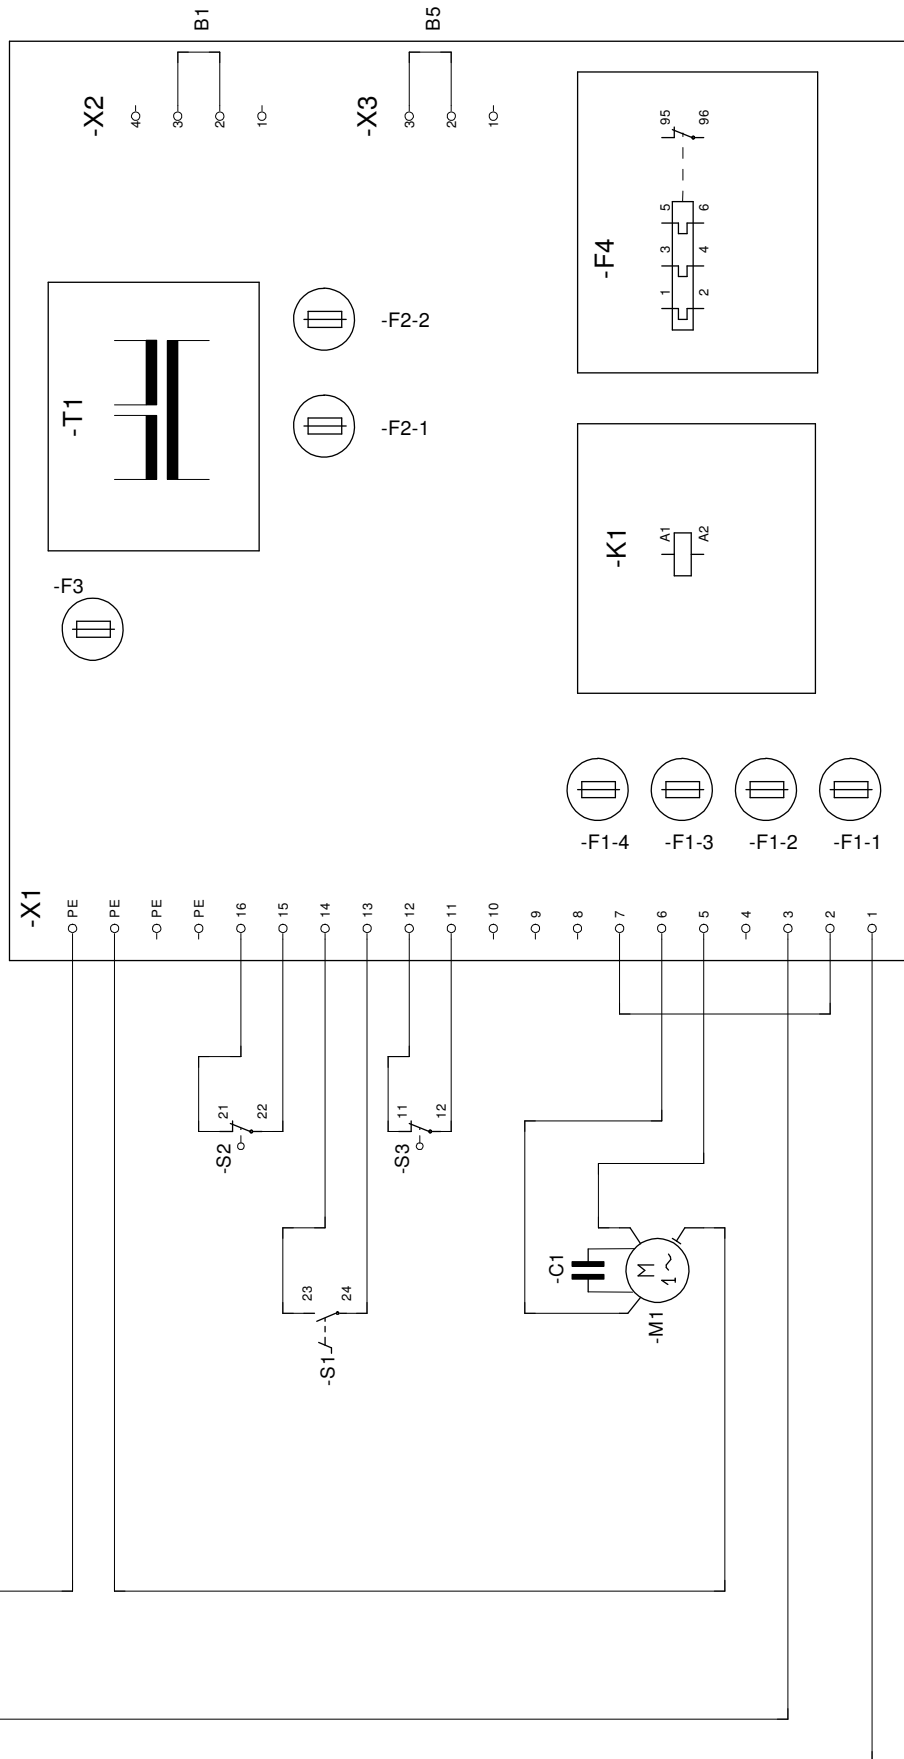 B1
B5
-X2
4
3
2
1
-X3
3
2
1
-F4
1
3
5
95
2
4
6
96
-T1
-F2-2
-F2-1
-K1
A1
A2
-F3
-F1-4
-F1-3
-F1-2
-F1-1
-X1
PE
PE
PE
PE
16
15
14
13
12
11
10
9
8
7
6
5
4
3
2
1
-S2
21
22
-S3
11
12
-S1
23
24
-C1
M
1~
-M1